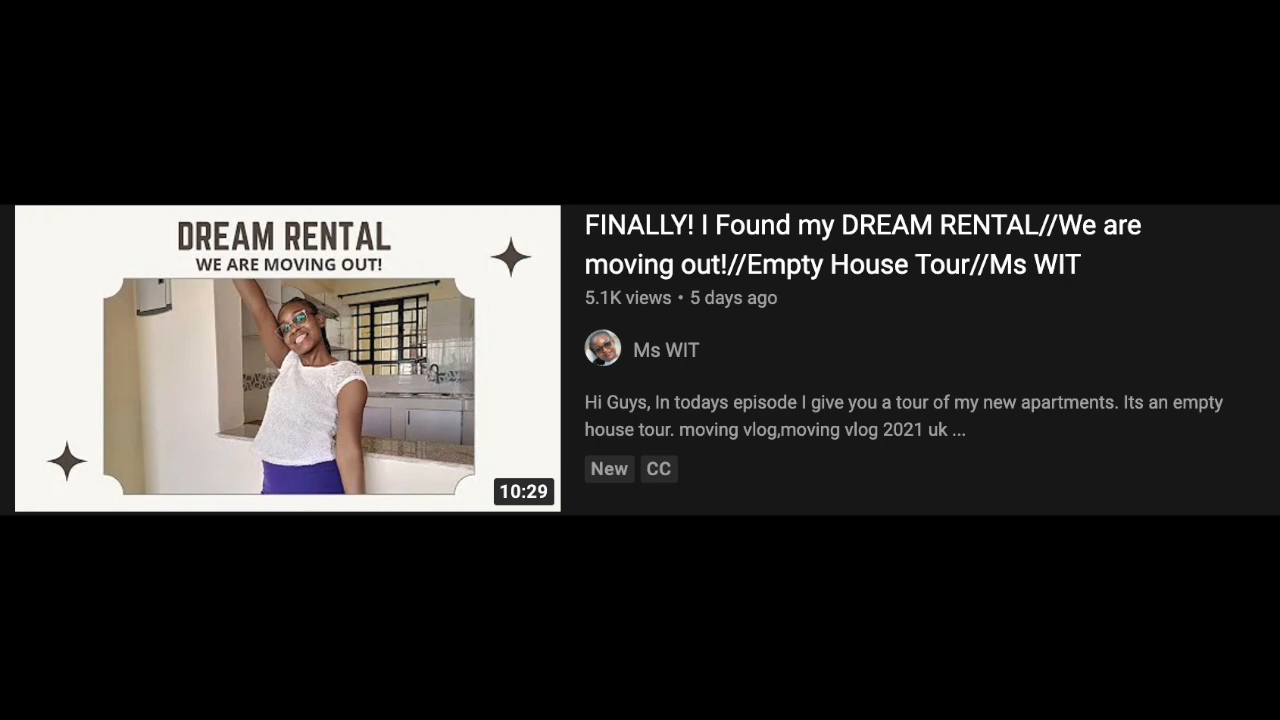 DREAM RENTAL
WE ARE MOVING OUT!
10:29
FINALLY! I Found my DREAM RENTAL//We are
moving out!//Empty House Tour//Ms WIT
5.1K views • 5 days ago
Ms WIT
Hi Guys, In todays episode I give you a tour of my new apartments. Its an empty
house tour. moving vlog,moving vlog 2021 uk ...
New CC